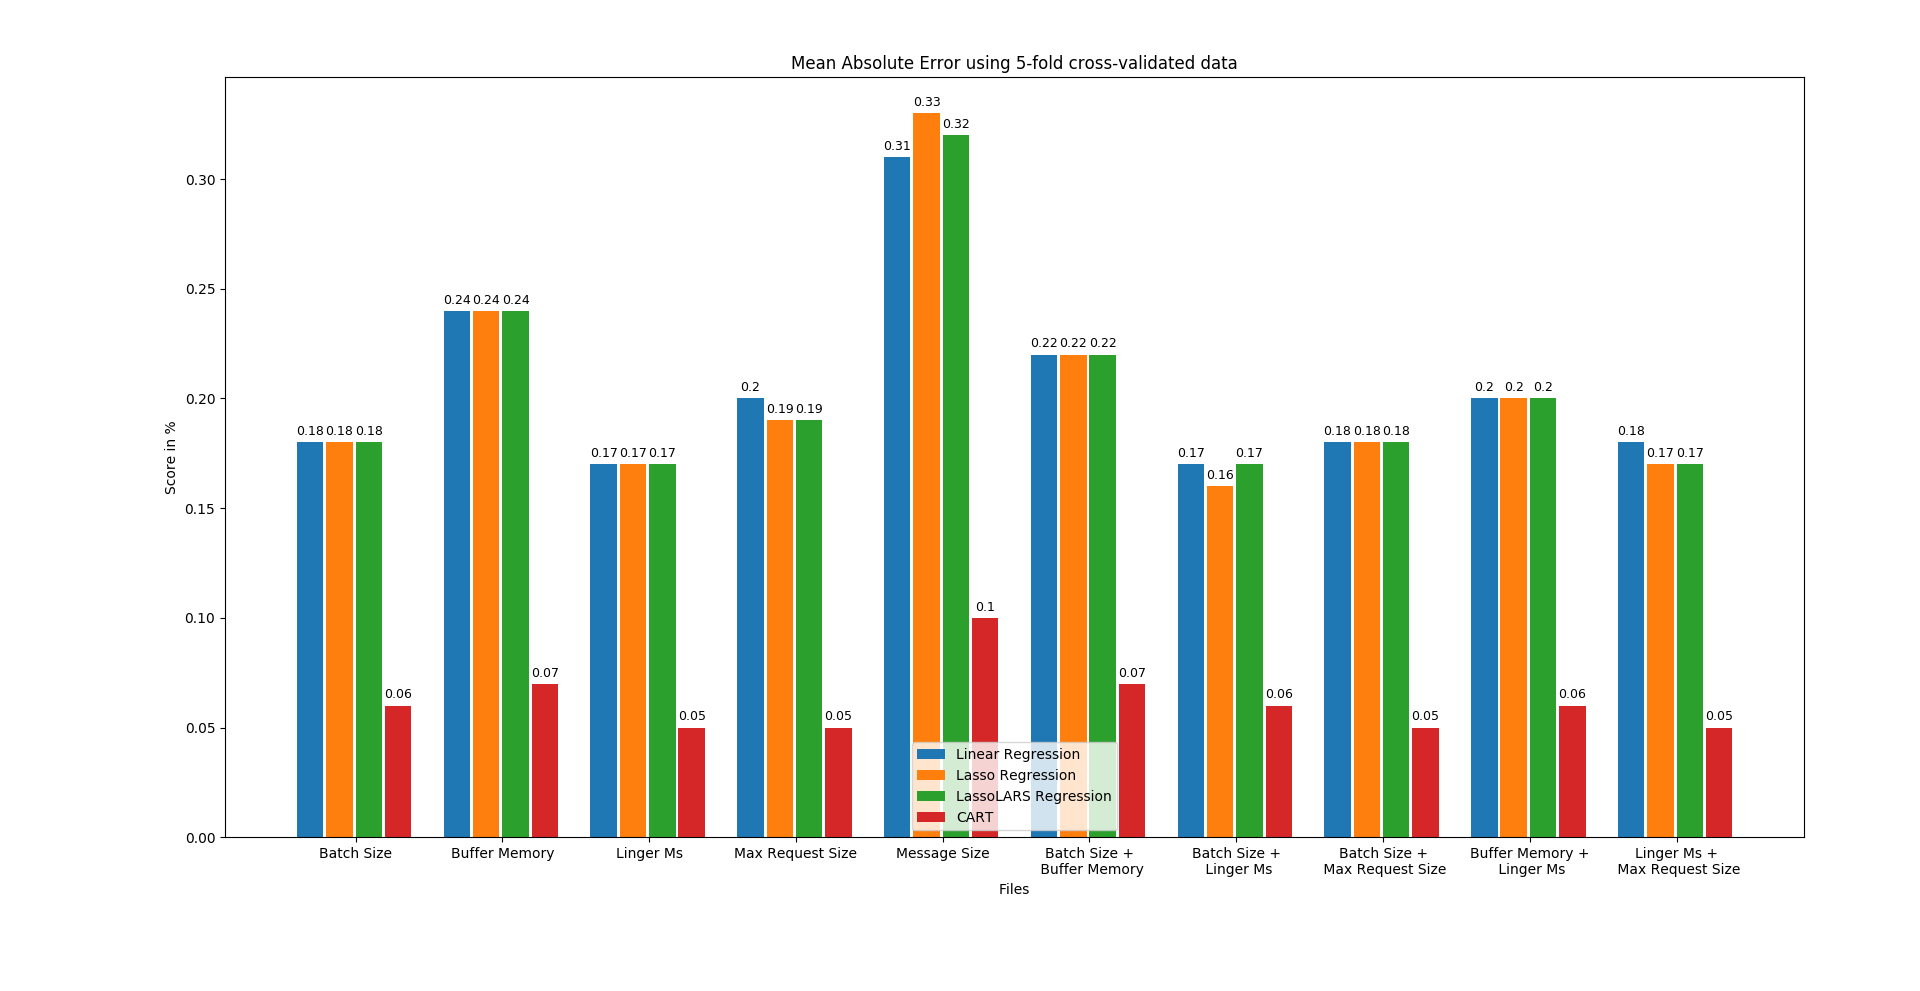 Mean Absolute Error using 5-fold cross-validated data
0.33
0.32
0.31
0.30
0.24 0.24 0.24
0.25
0.22 0.22 0.22
0.2
0.2 0.2 0.2
0.20
0.19 0.19
0.18 0.18 0.18
0.18 0.18 0.18
0.18
0.17 0.17 0.17
0.17
0.17
0.17 0.17
0.16
0.15
0.1
0.10
0.07
0.07
0.06
0.06
0.06
0.05
0.05
0.05
0.05
0.05
0.00
Score in %
Linear Regression
Lasso Regression
LassoLARS Regression
CART
Batch Size
Buffer Memory
Linger Ms
Max Request Size
Message Size
Batch Size +
Buffer Memory
Batch Size +
Linger Ms
Batch Size +
Max Request Size
Buffer Memory +
Linger Ms
Linger Ms +
Max Request Size
Files